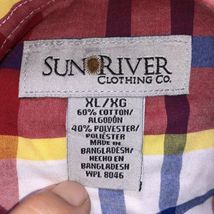 SUN RIVER
CLOTHING CO.
XL/XG
60% COTTON/
ALGODÓN
40% POLYESTER/
POLIÉSTER
MADE IN
BANGLADESH/
HECHO EN
BANGLADESH
WPL 8046